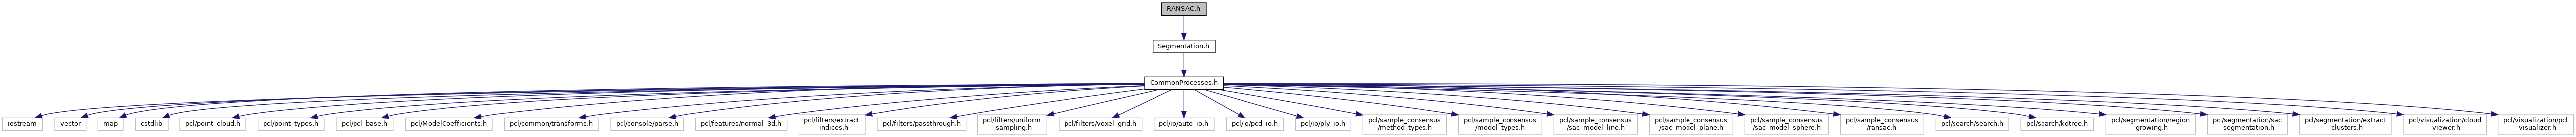 RANSAC.h
Segmentation.h
CommonProcesses.h
iostream
vector
map
cstdlib
pcl/point_cloud.h
pcl/point_types.h
pcl/pcl_base.h
pcl/ModelCoefficients.h
pcl/common/transforms.h
pcl/console/parse.h
pcl/features/normal_3d.h
pcl/filters/extract
_indices.h
pcl/filters/passthrough.h
pcl/filters/uniform
_sampling.h
pcl/filters/voxel_grid.h
pcl/io/auto_io.h
pcl/io/pcd_io.h
pcl/io/ply_io.h
pcl/sample_consensus
/method_types.h
pcl/sample_consensus
/model_types.h
pcl/sample_consensus
/sac_model_line.h
pcl/sample_consensus
/sac_model_plane.h
pcl/sample_consensus
/sac_model_sphere.h
pcl/sample_consensus
/ransac.h
pcl/search/search.h
pcl/search/kdtree.h
pcl/segmentation/region
_growing.h
pcl/segmentation/sac
_segmentation.h
pcl/segmentation/extract
_clusters.h
pcl/visualization/cloud
_viewer.h
pcl/visualization/pcl
_visualizer.h